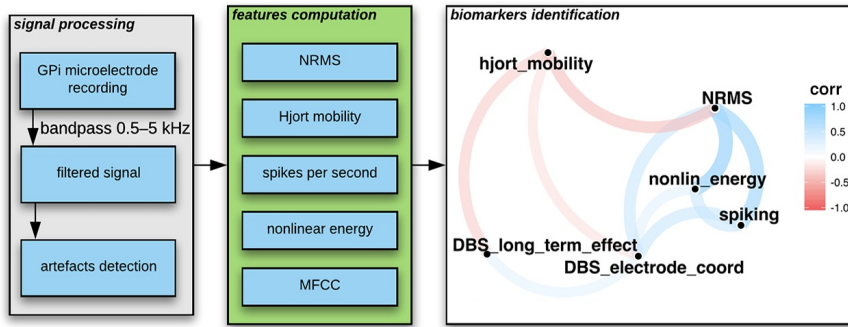 signal processing
GPi microelectrode
recording
bandpass 0.5–5 kHz
filtered signal
artefacts detection
features computation
NRMS
Hjort mobility
spikes per second
nonlinear energy
MFCC
biomarkers identification
hjort_mobility
NRMS
nonlin_energy
spiking
DBS_long_term_effect
DBS_electrode_coord
corr
1.0
0.5
0.0
-0.5
-1.0